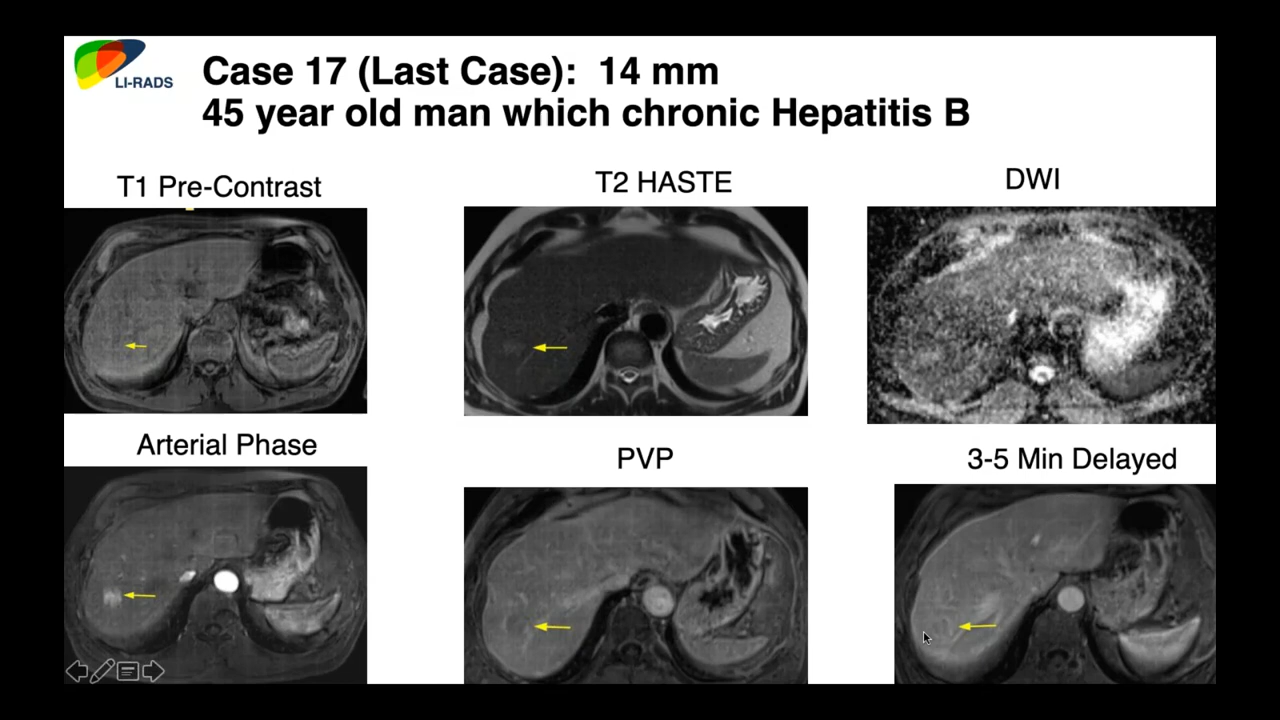 LI-RADS
Case 17 (Last Case):  14 mm
45 year old man which chronic Hepatitis B
T1 Pre-Contrast
T2 HASTE
DWI
Arterial Phase
PVP
3-5 Min Delayed